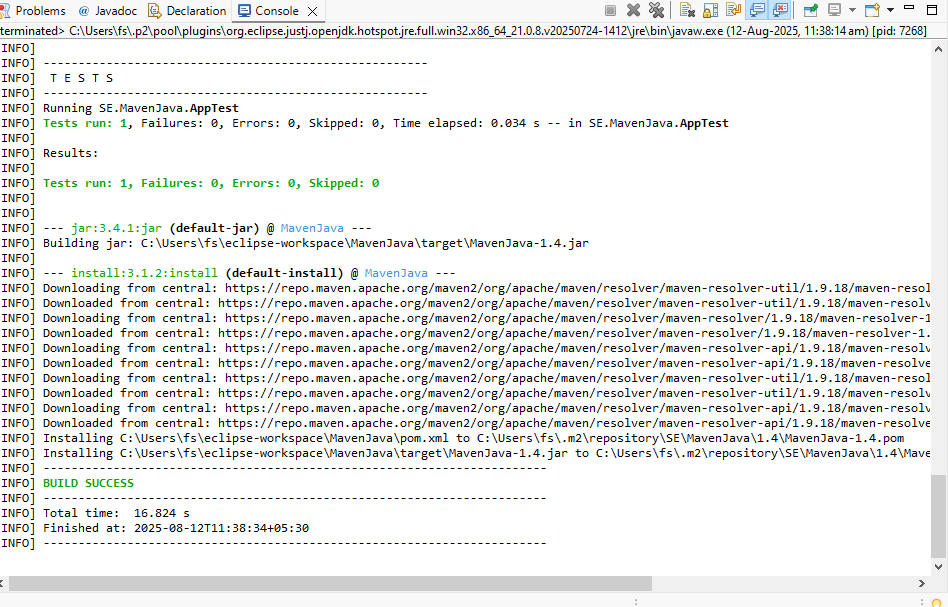 Problems @ Javadoc Declaration Console
terminated> C:\Users\fs\.p2\pool\plugins\org.eclipse.justj.openjdk.hotspot.jre.full.win32.x86_64_21.0.8.v20250724-1412\jre\bin\javaw.exe (12-Aug-2025, 11:38:14 am) [pid: 7268]
INFO]
INFO] -------------------------------------------------------
INFO]  T E S T S
INFO] -------------------------------------------------------
INFO] Running SE.MavenJava.AppTest
INFO] Tests run: 1, Failures: 0, Errors: 0, Skipped: 0, Time elapsed: 0.034 s -- in SE.MavenJava.AppTest
INFO]
INFO] Results:
INFO]
INFO] Tests run: 1, Failures: 0, Errors: 0, Skipped: 0
INFO]
INFO]
INFO] --- jar:3.4.1:jar (default-jar) @ MavenJava ---
INFO] Building jar: C:\Users\fs\eclipse-workspace\MavenJava\target\MavenJava-1.4.jar
INFO]
INFO] --- install:3.1.2:install (default-install) @ MavenJava ---
INFO] Downloading from central: https://repo.maven.apache.org/maven2/org/apache/maven/resolver/maven-resolver-util/1.9.18/maven-resol
INFO] Downloaded from central: https://repo.maven.apache.org/maven2/org/apache/maven/resolver/maven-resolver-util/1.9.18/maven-resolv
INFO] Downloading from central: https://repo.maven.apache.org/maven2/org/apache/maven/resolver/maven-resolver/1.9.18/maven-resolver-1
INFO] Downloaded from central: https://repo.maven.apache.org/maven2/org/apache/maven/resolver/maven-resolver/1.9.18/maven-resolver-1.
INFO] Downloading from central: https://repo.maven.apache.org/maven2/org/apache/maven/resolver/maven-resolver-api/1.9.18/maven-resolv
INFO] Downloaded from central: https://repo.maven.apache.org/maven2/org/apache/maven/resolver/maven-resolver-api/1.9.18/maven-resolve
INFO] Downloading from central: https://repo.maven.apache.org/maven2/org/apache/maven/resolver/maven-resolver-util/1.9.18/maven-resol
INFO] Downloaded from central: https://repo.maven.apache.org/maven2/org/apache/maven/resolver/maven-resolver-util/1.9.18/maven-resolv
INFO] Downloading from central: https://repo.maven.apache.org/maven2/org/apache/maven/resolver/maven-resolver-api/1.9.18/maven-resolv
INFO] Downloaded from central: https://repo.maven.apache.org/maven2/org/apache/maven/resolver/maven-resolver-api/1.9.18/maven-resolve
INFO] Installing C:\Users\fs\eclipse-workspace\MavenJava\pom.xml to C:\Users\fs\.m2\repository\SE\MavenJava\1.4\MavenJava-1.4.pom
INFO] Installing C:\Users\fs\eclipse-workspace\MavenJava\target\MavenJava-1.4.jar to C:\Users\fs\.m2\repository\SE\MavenJava\1.4\Mave
INFO] ------------------------------------------------------------------------
INFO] BUILD SUCCESS
INFO] ------------------------------------------------------------------------
INFO] Total time:  16.824 s
INFO] Finished at: 2025-08-12T11:38:34+05:30
INFO] ------------------------------------------------------------------------